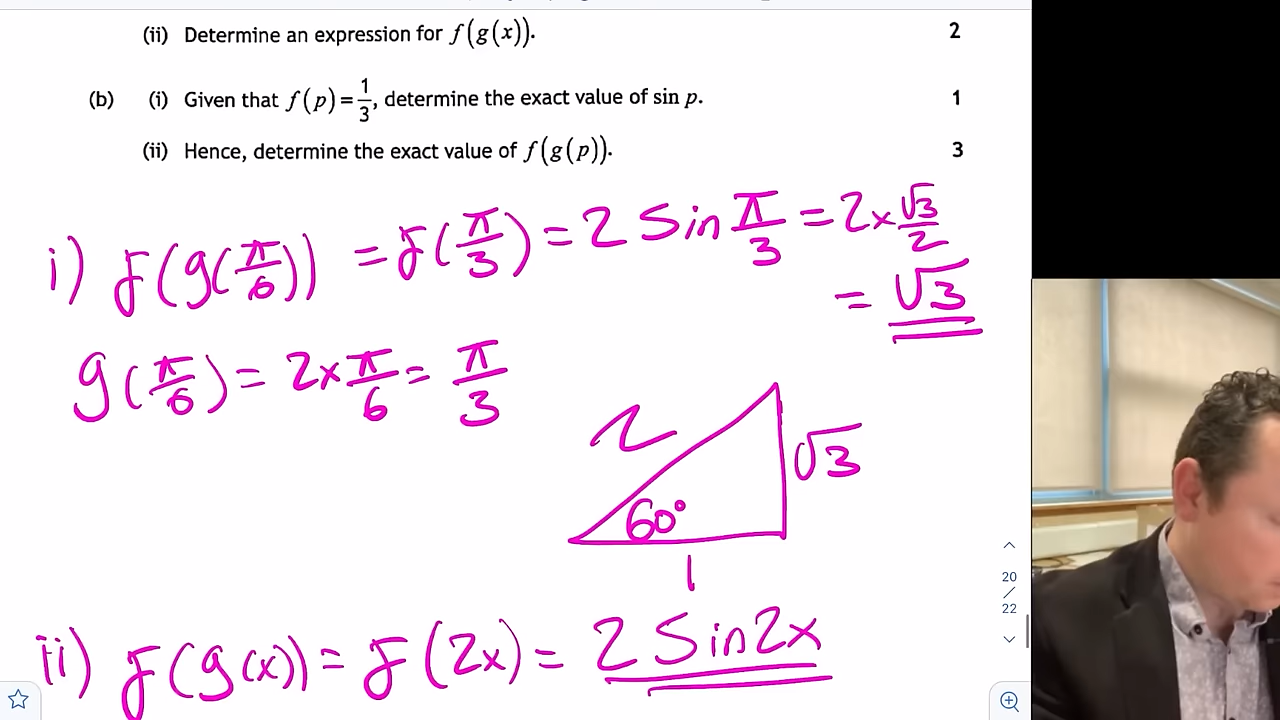 (ii) Determine an expression for f(g(x)). 2
(b) (i) Given that f(p)=1/3, determine the exact value of sin p. 1
(ii) Hence, determine the exact value of f(g(p)). 3
i) f(g(π/6)) = f(π/3) = 2 Sin π/3 = 2×√3/2
= √3
g(π/6) = 2×π/6 = π/3
2
√3
60°
1
ii) f(g(x)) = f(2x) = 2 Sin2x
20
/
22